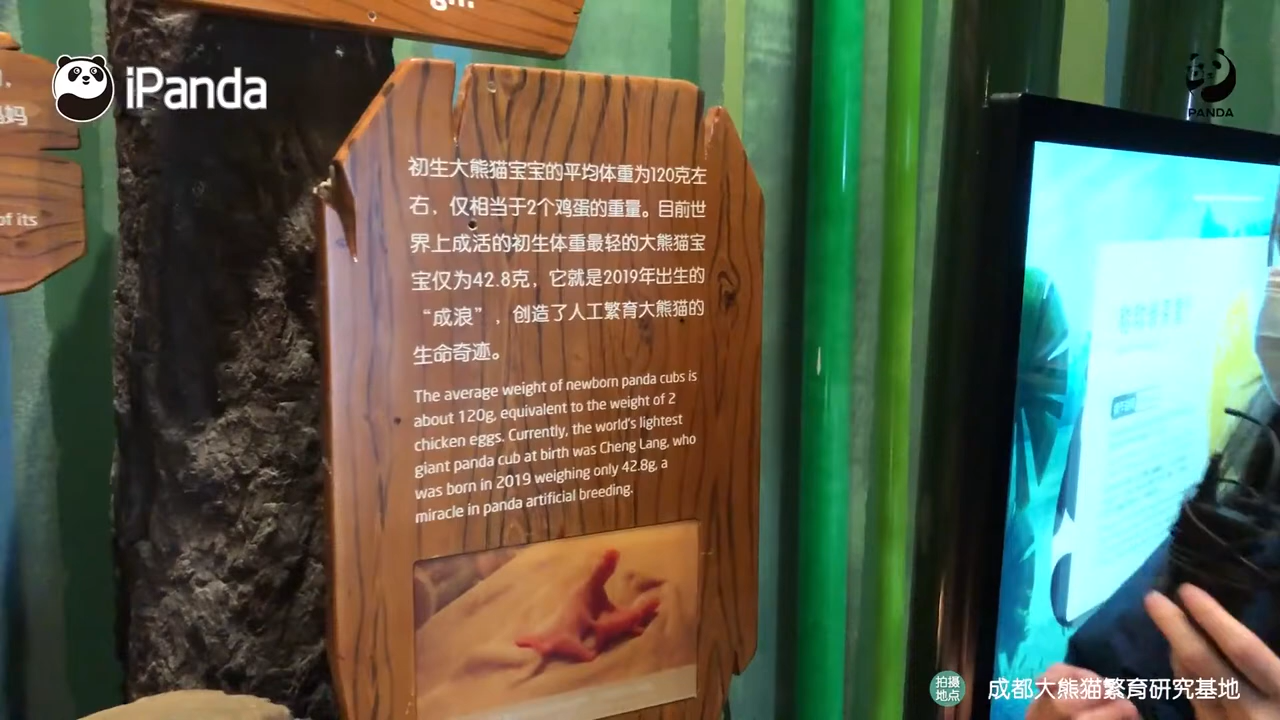 iPanda
PANDA
妈
of its
初生大熊猫宝宝的平均体重为120克左
右，仅相当于2个鸡蛋的重量。目前世
界上成活的初生体重最轻的大熊猫宝
宝仅为42.8克，它就是2019年出生的
“成浪”，创造了人工繁育大熊猫的
生命奇迹。
The average weight of newborn panda cubs is
about 120g, equivalent to the weight of 2
chicken eggs. Currently, the world's lightest
giant panda cub at birth was Cheng Lang, who
was born in 2019 weighing only 42.8g, a
miracle in panda artificial breeding.
拍摄
地点
成都大熊猫繁育研究基地